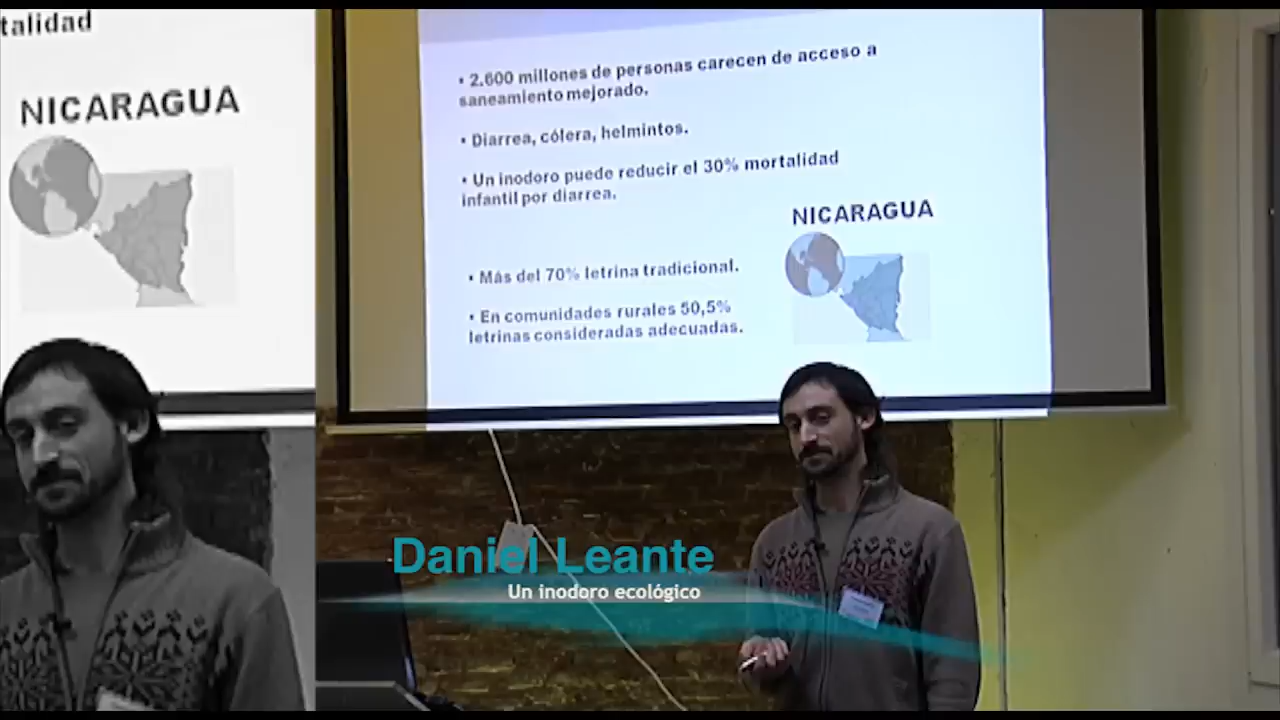 talidad
NICARAGUA
• 2.600 millones de personas carecen de acceso a
saneamiento mejorado.
• Diarrea, cólera, helmintos.
• Un inodoro puede reducir el 30% mortalidad
infantil por diarrea.
NICARAGUA
• Más del 70% letrina tradicional.
• En comunidades rurales 50,5%
letrinas consideradas adecuadas.
Daniel Leante
Un inodoro ecológico